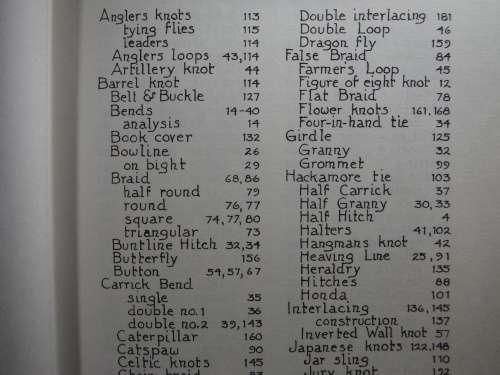 Anglers knots 113
tying flies 115
leaders 114
Anglers loops 43,114
Artillery knot 44
Barrel knot 114
Bell & Buckle 127
Bends 14-40
analysis 14
Book cover 132
Bowline 26
on bight 29
Braid 68,86
half round 79
round 76,77
square 74,77,80
triangular 73
Buntline Hitch 32,34
Butterfly 156
Button 54,57,67
Carrick Bend
single 35
double no.1 36
double no.2 39,143
Caterpillar 160
Catspaw 90
Celtic knots 145
Chain braid 83
Double interlacing 181
Double Loop 46
Dragon fly 159
False Braid 84
Farmers Loop 45
Figure of eight knot 12
Flat Braid 78
Flower knots 161,168
Four-in-hand tie 34
Girdle 125
Granny 32
Grommet 99
Hackamore tie 103
Half Carrick 37
Half Granny 30,33
Half Hitch 4
Halters 41,102
Hangmans knot 42
Heaving Line 25,91
Heraldry 135
Hitches 88
Honda 101
Interlacing 136,145
construction 137
Inverted Wall knot 57
Japanese knots 122,148
Jar sling 110
Jury knot 192